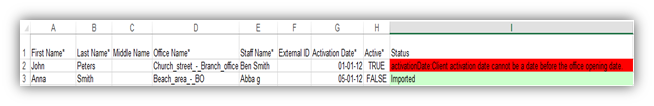 A B C D E F G H I
1 First Name* Last Name* Middle Name Office Name* Staff Name* External ID Activation Date* Active* Status
2 John Peters Church_street_-_Branch_office Ben Smith 01-01-12 TRUE activationDate:Client activation date cannot be a date before the office opening date.
3 Anna Smith Beach_area_-_BO Abba g 05-01-12 FALSE Imported